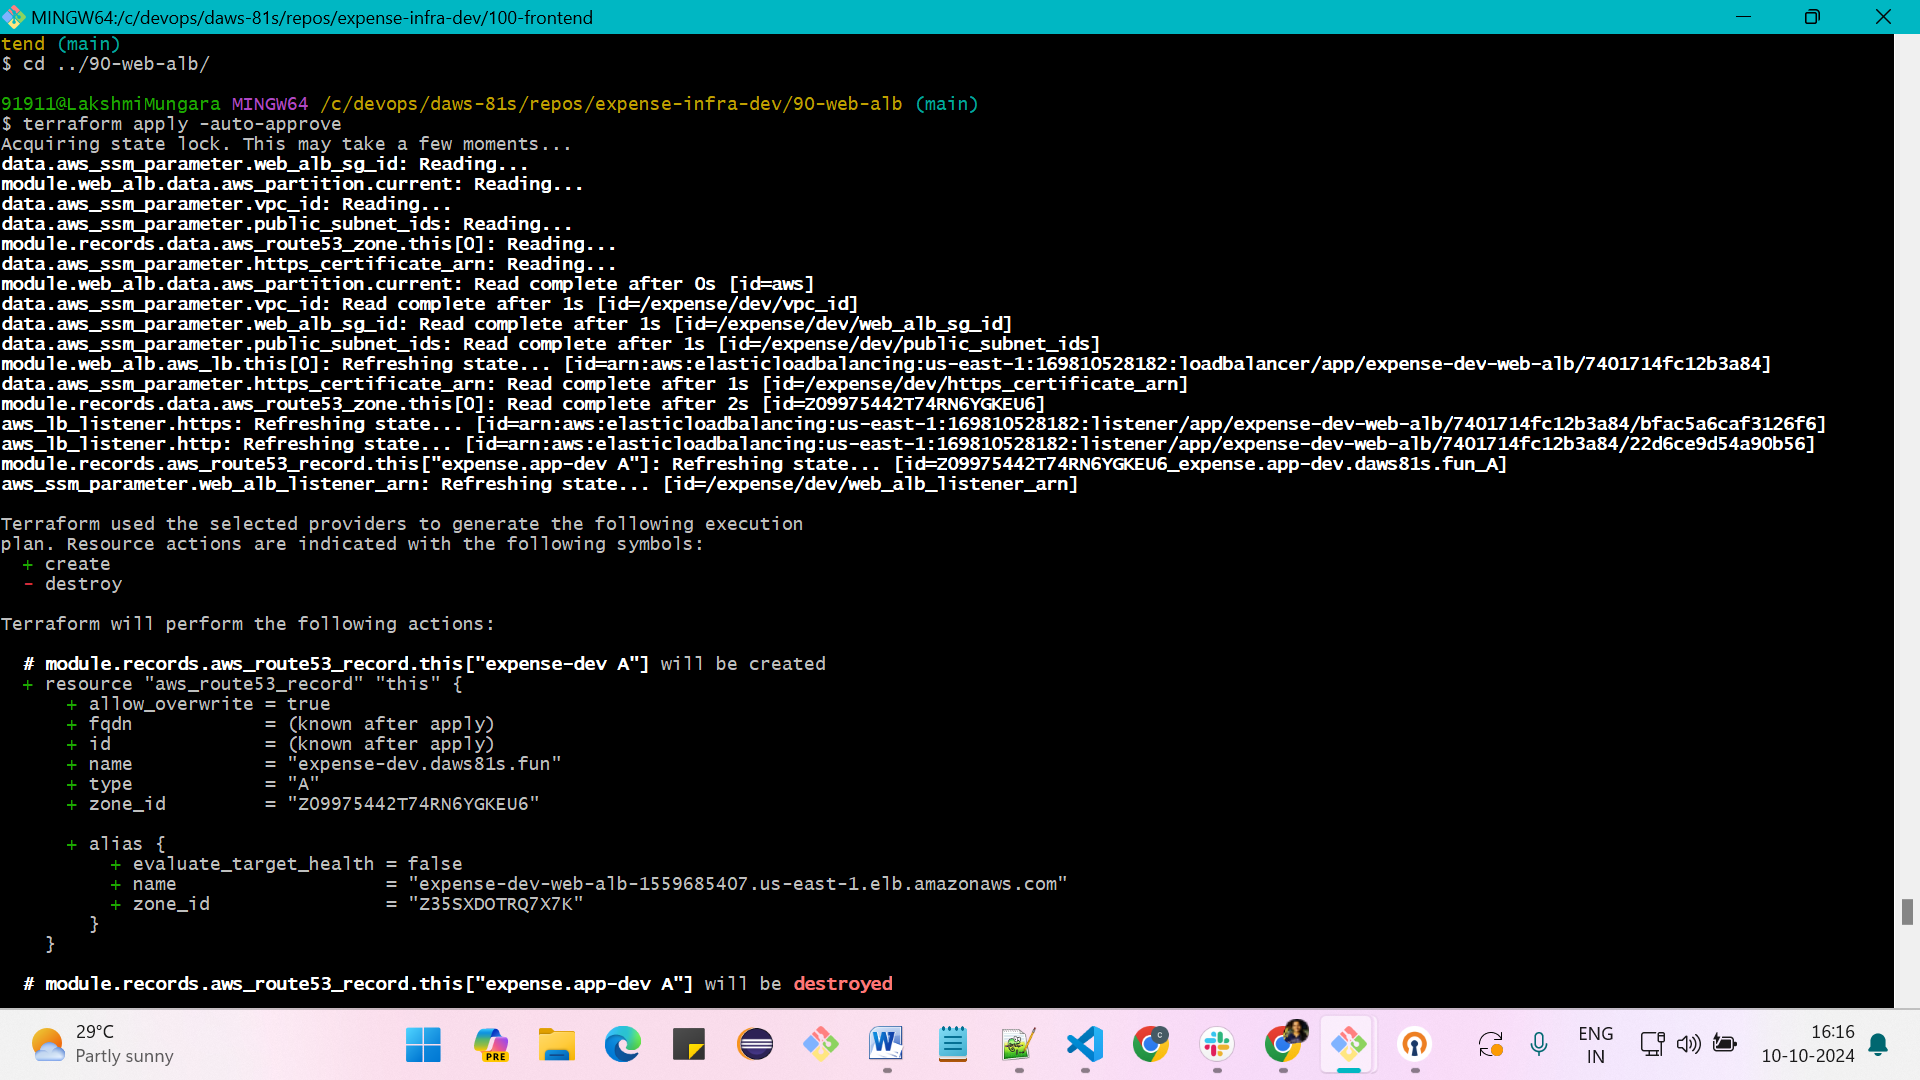 MINGW64:/c/devops/daws-81s/repos/expense-infra-dev/100-frontend
tend (main)
$ cd ../90-web-alb/
91911@LakshmiMungara MINGW64 /c/devops/daws-81s/repos/expense-infra-dev/90-web-alb (main)
$ terraform apply -auto-approve
Acquiring state lock. This may take a few moments...
data.aws_ssm_parameter.web_alb_sg_id: Reading...
module.web_alb.data.aws_partition.current: Reading...
data.aws_ssm_parameter.vpc_id: Reading...
data.aws_ssm_parameter.public_subnet_ids: Reading...
module.records.data.aws_route53_zone.this[0]: Reading...
data.aws_ssm_parameter.https_certificate_arn: Reading...
module.web_alb.data.aws_partition.current: Read complete after 0s [id=aws]
data.aws_ssm_parameter.vpc_id: Read complete after 1s [id=/expense/dev/vpc_id]
data.aws_ssm_parameter.web_alb_sg_id: Read complete after 1s [id=/expense/dev/web_alb_sg_id]
data.aws_ssm_parameter.public_subnet_ids: Read complete after 1s [id=/expense/dev/public_subnet_ids]
module.web_alb.aws_lb.this[0]: Refreshing state... [id=arn:aws:elasticloadbalancing:us-east-1:169810528182:loadbalancer/app/expense-dev-web-alb/7401714fc12b3a84]
data.aws_ssm_parameter.https_certificate_arn: Read complete after 1s [id=/expense/dev/https_certificate_arn]
module.records.data.aws_route53_zone.this[0]: Read complete after 2s [id=Z09975442T74RN6YGKEU6]
aws_lb_listener.https: Refreshing state... [id=arn:aws:elasticloadbalancing:us-east-1:169810528182:listener/app/expense-dev-web-alb/7401714fc12b3a84/bfac5a6caf3126f6]
aws_lb_listener.http: Refreshing state... [id=arn:aws:elasticloadbalancing:us-east-1:169810528182:listener/app/expense-dev-web-alb/7401714fc12b3a84/22d6ce9d54a90b56]
module.records.aws_route53_record.this["expense.app-dev A"]: Refreshing state... [id=Z09975442T74RN6YGKEU6_expense.app-dev.daws81s.fun_A]
aws_ssm_parameter.web_alb_listener_arn: Refreshing state... [id=/expense/dev/web_alb_listener_arn]
Terraform used the selected providers to generate the following execution
plan. Resource actions are indicated with the following symbols:
+ create
- destroy
Terraform will perform the following actions:
# module.records.aws_route53_record.this["expense-dev A"] will be created
+ resource "aws_route53_record" "this" {
+ allow_overwrite = true
+ fqdn = (known after apply)
+ id = (known after apply)
+ name = "expense-dev.daws81s.fun"
+ type = "A"
+ zone_id = "Z09975442T74RN6YGKEU6"
+ alias {
+ evaluate_target_health = false
+ name = "expense-dev-web-alb-1559685407.us-east-1.elb.amazonaws.com"
+ zone_id = "Z35SXDOTRQ7X7K"
}
}
# module.records.aws_route53_record.this["expense.app-dev A"] will be destroyed
29°C
Partly sunny
PRE
ENG
IN
16:16
10-10-2024